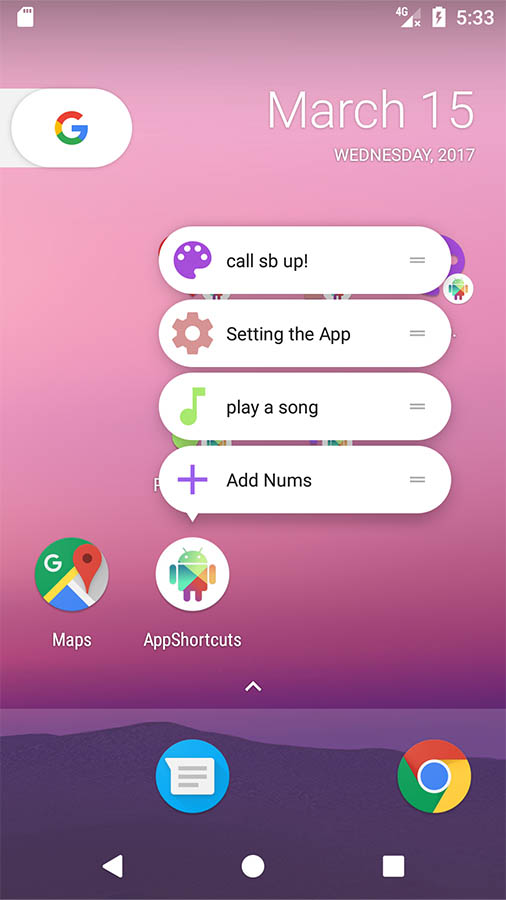 4G 5:33
G
March 15
WEDNESDAY, 2017
call sb up!
Setting the App
play a song
Add Nums
G
Maps
AppShortcuts